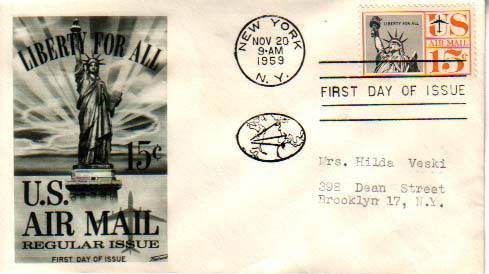 LIBERTY FOR ALL
15¢
U.S.
AIR MAIL
REGULAR ISSUE
FIRST DAY OF ISSUE
NEW YORK
NOV 20
9-AM
1959
N.Y.
LIBERTY FOR ALL
US
AIR MAIL
15¢
FIRST DAY OF ISSUE
Mrs. Hilda Veski
398 Dean Street
Brooklyn 17, N.Y.